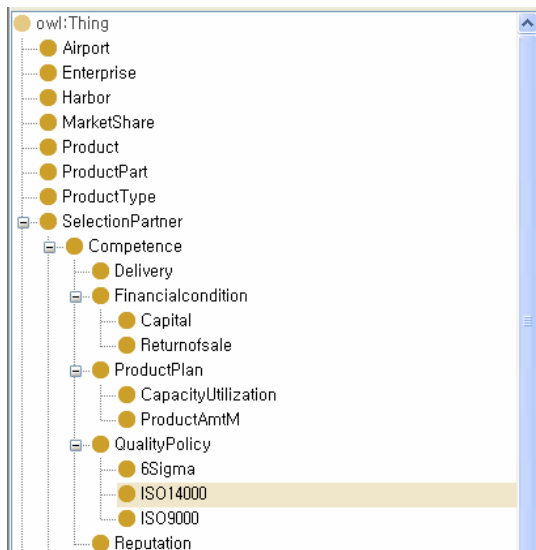 owl:Thing
Airport
Enterprise
Harbor
MarketShare
Product
ProductPart
ProductType
SelectionPartner
Competence
Delivery
Financialcondition
Capital
Returnofsale
ProductPlan
CapacityUtilization
ProductAmtM
QualityPolicy
6Sigma
ISO14000
ISO9000
Reputation